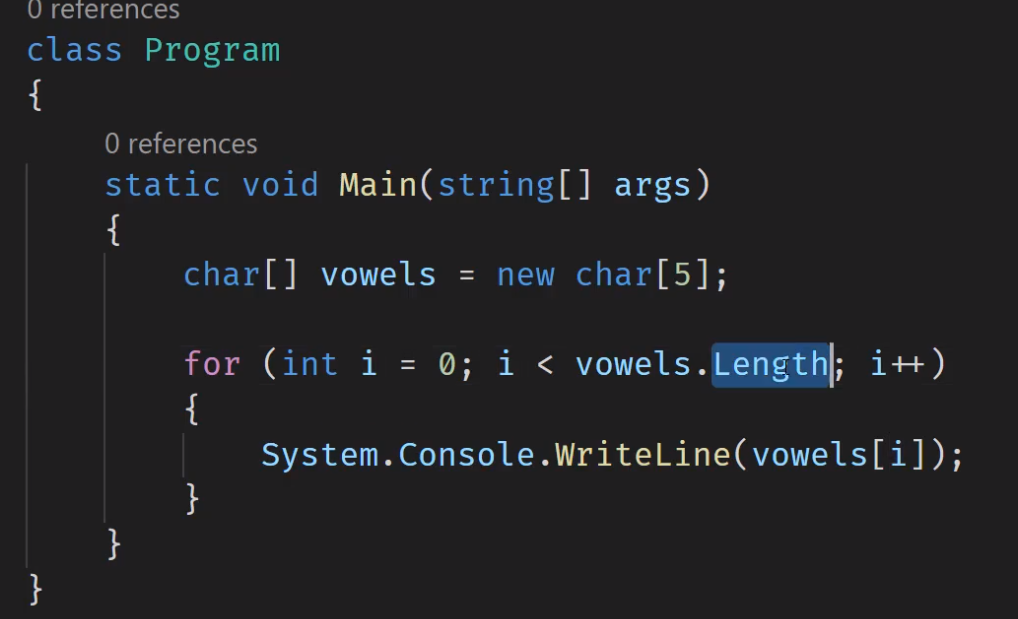 0 references
class Program
{
0 references
static void Main(string[] args)
{
char[] vowels = new char[5];
for (int i = 0; i < vowels.Length; i++)
{
System.Console.WriteLine(vowels[i]);
}
}
}